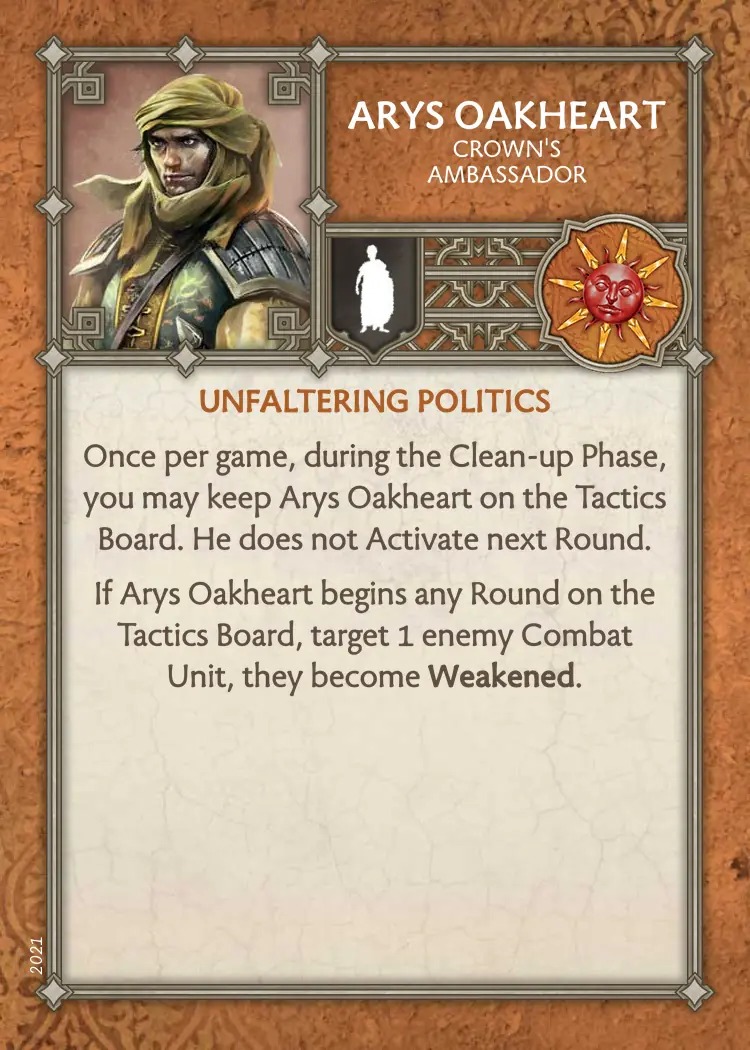 ARYS OAKHEART
CROWN'S
AMBASSADOR
UNFALTERING POLITICS
Once per game, during the Clean-up Phase,
you may keep Arys Oakheart on the Tactics
Board. He does not Activate next Round.
If Arys Oakheart begins any Round on the
Tactics Board, target 1 enemy Combat
Unit, they become Weakened.
2021